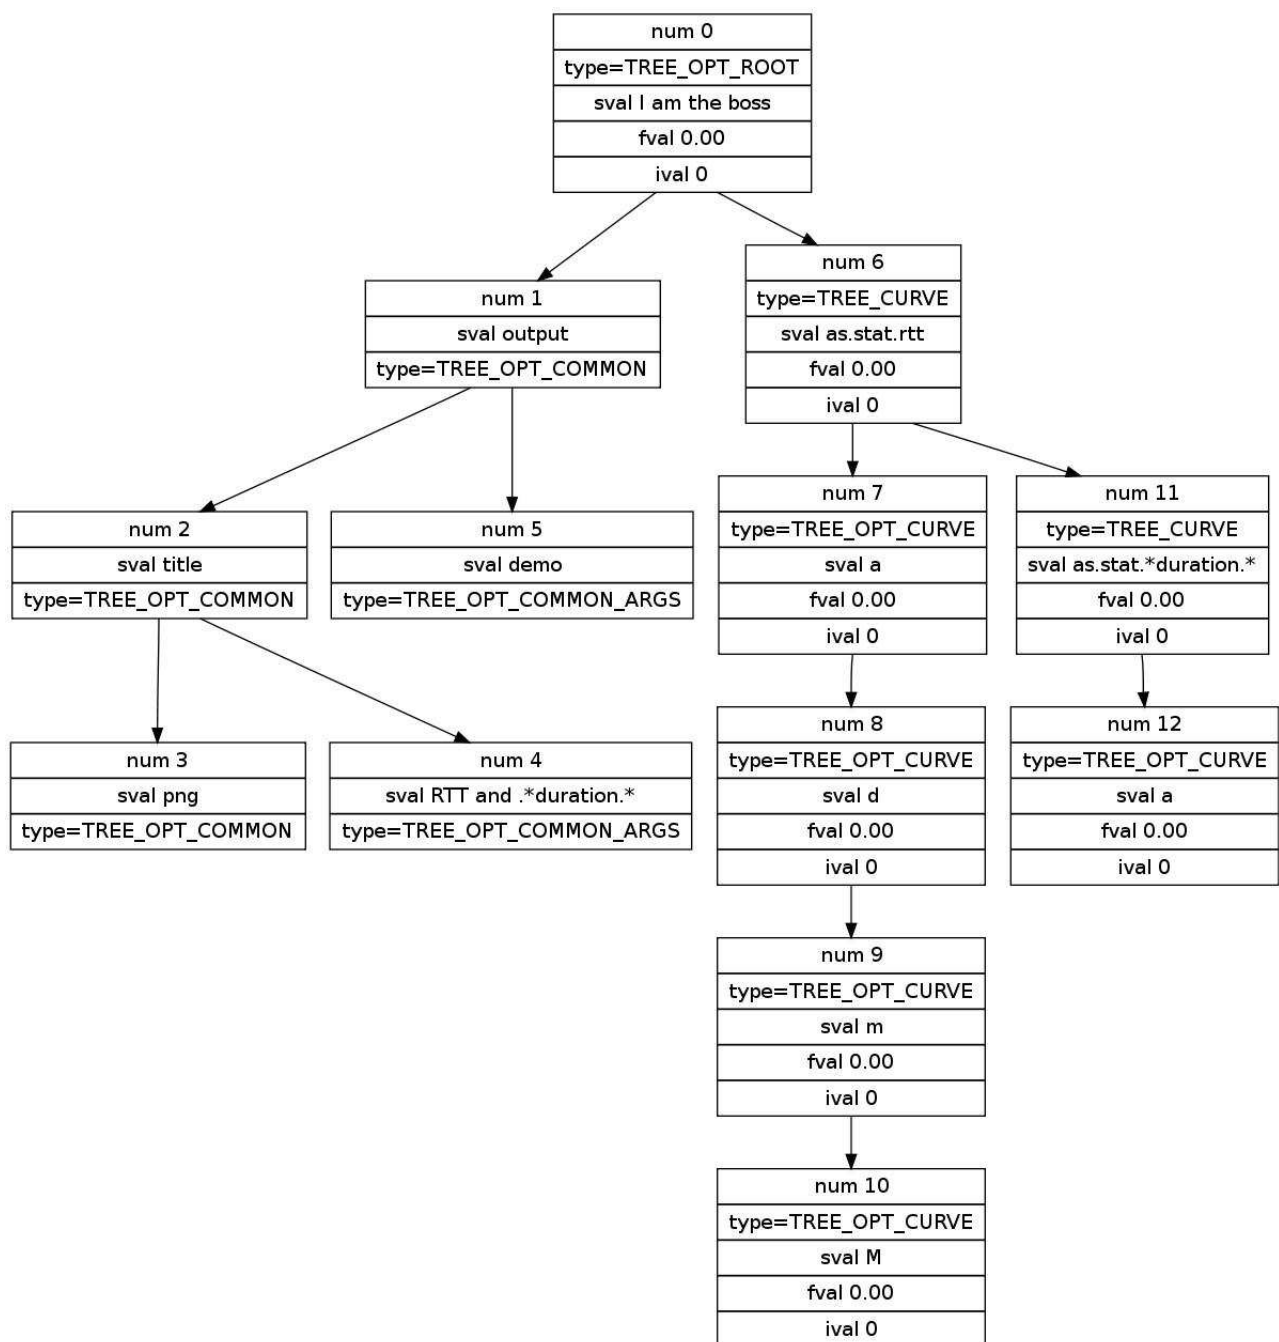 num 0
type=TREE_OPT_ROOT
sval I am the boss
fval 0.00
ival 0
num 1
sval output
type=TREE_OPT_COMMON
num 6
type=TREE_CURVE
sval as.stat.rtt
fval 0.00
ival 0
num 2
sval title
type=TREE_OPT_COMMON
num 5
sval demo
type=TREE_OPT_COMMON_ARGS
num 7
type=TREE_OPT_CURVE
sval a
fval 0.00
ival 0
num 11
type=TREE_CURVE
sval as.stat.*duration.*
fval 0.00
ival 0
num 3
sval png
type=TREE_OPT_COMMON
num 4
sval RTT and .*duration.*
type=TREE_OPT_COMMON_ARGS
num 8
type=TREE_OPT_CURVE
sval d
fval 0.00
ival 0
num 12
type=TREE_OPT_CURVE
sval a
fval 0.00
ival 0
num 9
type=TREE_OPT_CURVE
sval m
fval 0.00
ival 0
num 10
type=TREE_OPT_CURVE
sval M
fval 0.00
ival 0